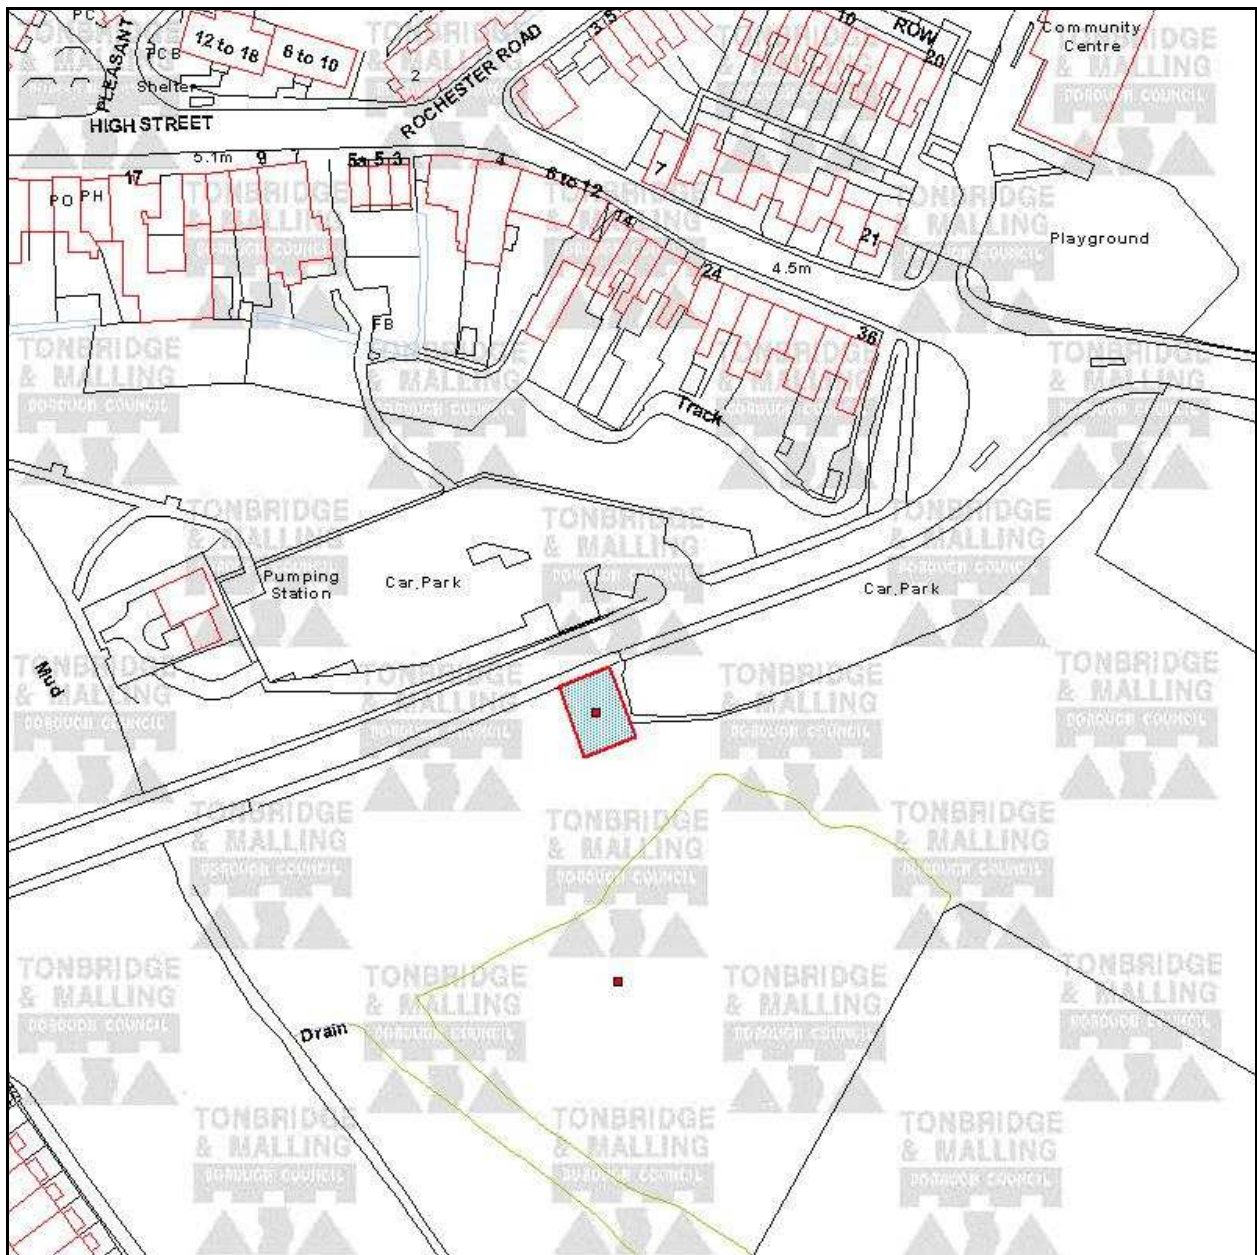 PC
PLEASANT
TCB
12 to 18
6 to 10
Shelter
2
ROCHESTER ROAD
HIGH STREET
3
5
10
ROW
20
Community
Centre
5.1m
17
9
7
5a
5
3
4
6 to 12
14
7
21
PO
PH
Playground
4.5m
24
36
FB
Track
Pumping
Station
Car Park
Car Park
Mud
Drain
TONBRIDGE
& MALLING
BOROUGH COUNCIL